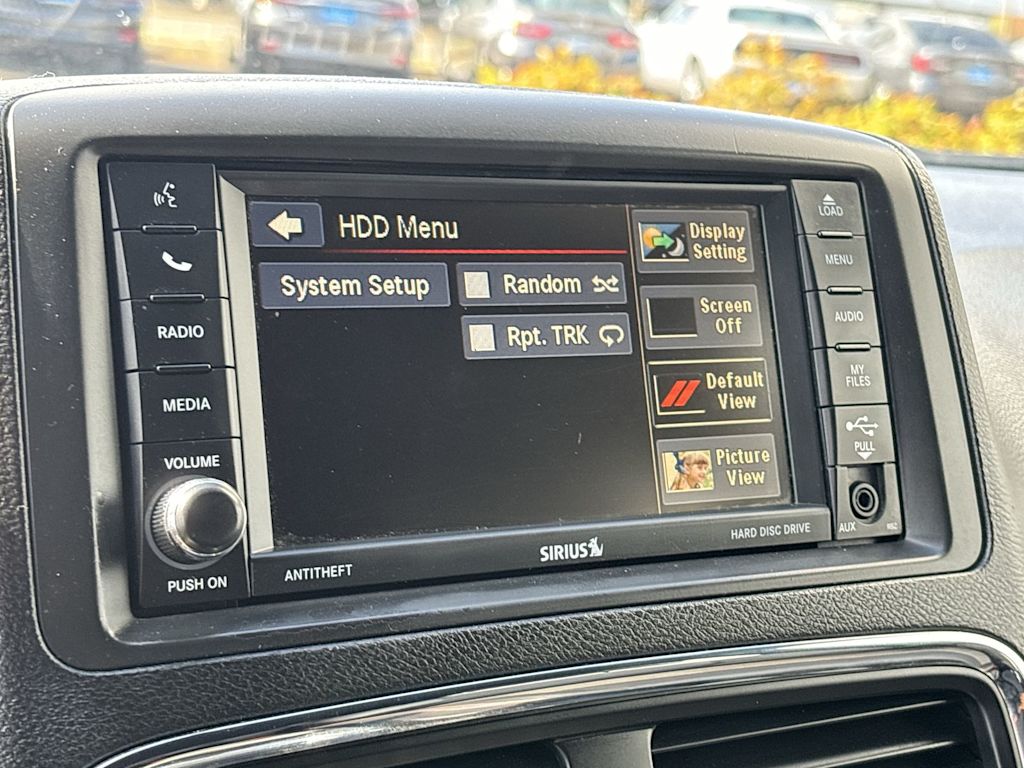 HDD Menu
System Setup
Random
Rpt. TRK
Display
Setting
Screen
Off
Default
View
Picture
View
RADIO
MEDIA
VOLUME
PUSH ON
ANTITHEFT
SIRIUS
HARD DISC DRIVE
LOAD
MENU
AUDIO
MY
FILES
PULL
AUX